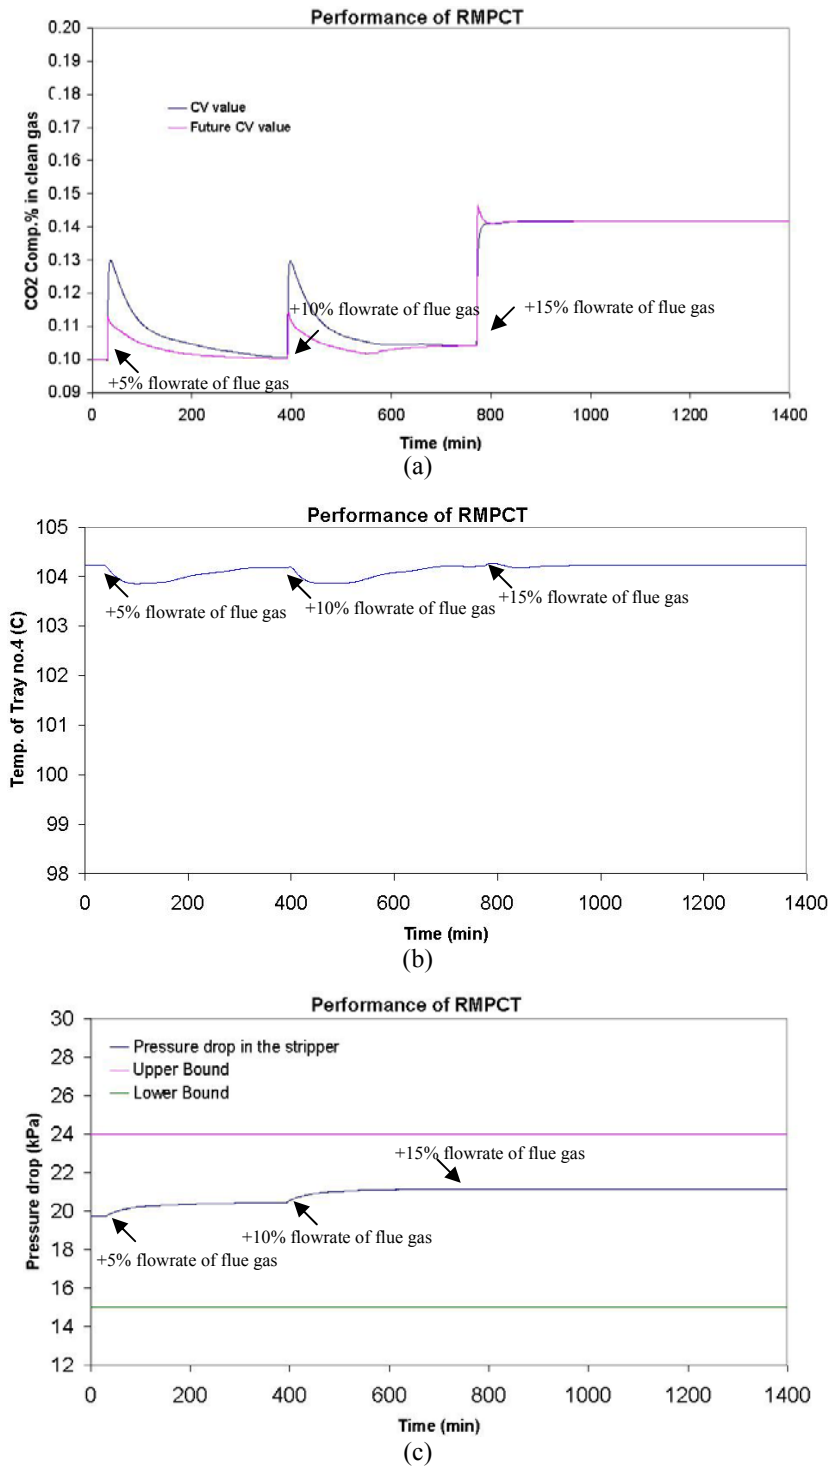 Performance of RMPCT
0.20
0.19
0.18
0.17
0.16
0.15
0.14
0.13
0.12
0.11
0.10
0.09
CO2 Comp.% in clean gas
CV value
Future CV value
+5% flowrate of flue gas
+10% flowrate of flue gas
+15% flowrate of flue gas
0 200 400 600 800 1000 1200 1400
Time (min)
(a)
Performance of RMPCT
105
104
103
102
101
100
99
98
Temp. of Tray no.4 (C)
+5% flowrate of flue gas
+10% flowrate of flue gas
+15% flowrate of flue gas
0 200 400 600 800 1000 1200 1400
Time (min)
(b)
Performance of RMPCT
30
28
26
24
22
20
18
16
14
12
Pressure drop (kPa)
Pressure drop in the stripper
Upper Bound
Lower Bound
+15% flowrate of flue gas
+10% flowrate of flue gas
+5% flowrate of flue gas
0 200 400 600 800 1000 1200 1400
Time (min)
(c)